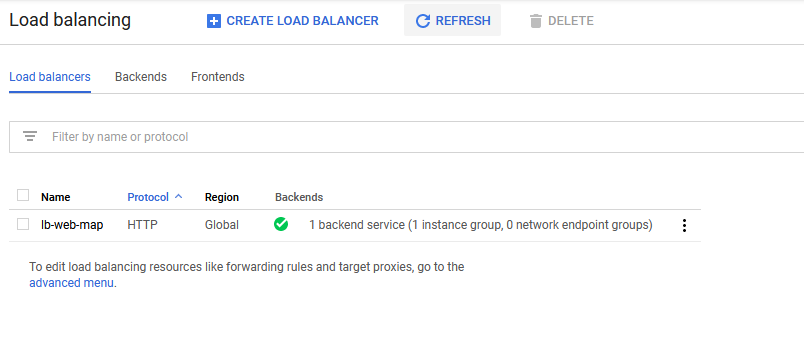 Load balancing CREATE LOAD BALANCER REFRESH DELETE
Load balancers Backends Frontends
Filter by name or protocol
Name Protocol Region Backends
lb-web-map HTTP Global 1 backend service (1 instance group, 0 network endpoint groups)
To edit load balancing resources like forwarding rules and target proxies, go to the
advanced menu.